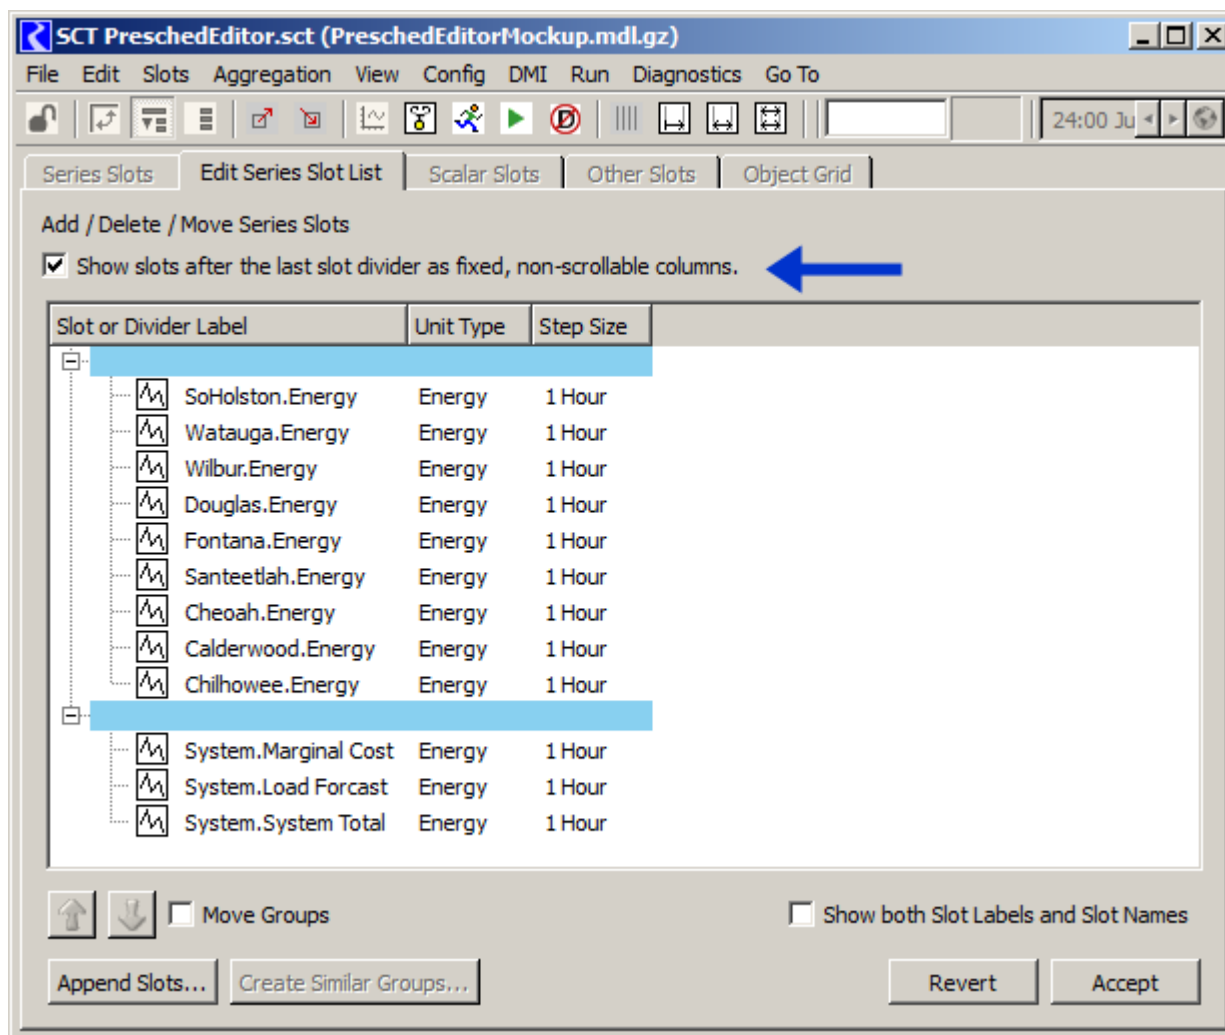 SCT PreschedEditor.sct (PreschedEditorMockup.mdl.gz)
File Edit Slots Aggregation View Config DMI Run Diagnostics Go To
24:00 Ju
Series Slots Edit Series Slot List Scalar Slots Other Slots Object Grid
Add / Delete / Move Series Slots
Show slots after the last slot divider as fixed, non-scrollable columns.
Slot or Divider Label Unit Type Step Size
SoHolston.Energy Energy 1 Hour
Watauga.Energy Energy 1 Hour
Wilbur.Energy Energy 1 Hour
Douglas.Energy Energy 1 Hour
Fontana.Energy Energy 1 Hour
Santeetlah.Energy Energy 1 Hour
Cheoah.Energy Energy 1 Hour
Calderwood.Energy Energy 1 Hour
Chilhowee.Energy Energy 1 Hour
System.Marginal Cost Energy 1 Hour
System.Load Forcast Energy 1 Hour
System.System Total Energy 1 Hour
Move Groups Show both Slot Labels and Slot Names
Append Slots... Create Similar Groups... Revert Accept